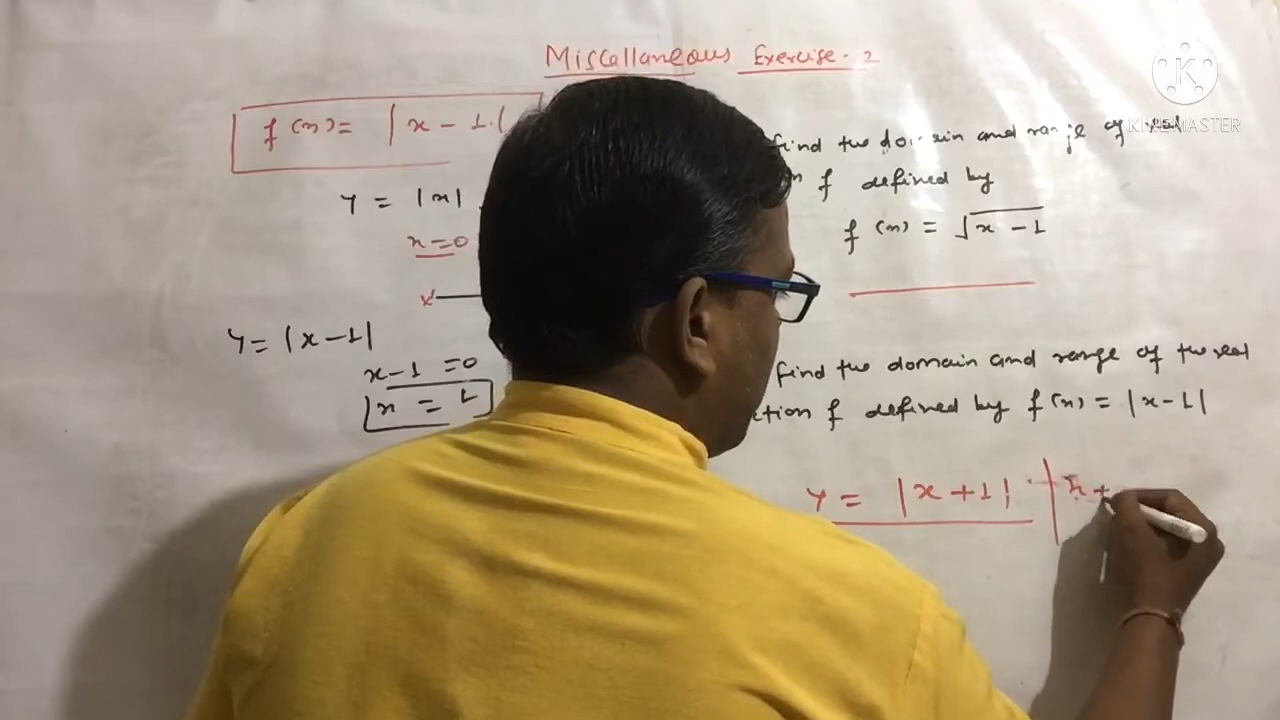 Miscellaneous Exercise - 2
f(x) = |x - 1|
y = |x|
x = 0
x'
y = |x - 1|
x - 1 = 0
x = 1
find the domain and range of
f defined by
f(x) = √x - 1
find the domain and range of the real
ction f defined by f(x) = |x - 1|
y = |x + 1|
x +
K
KINEMASTER